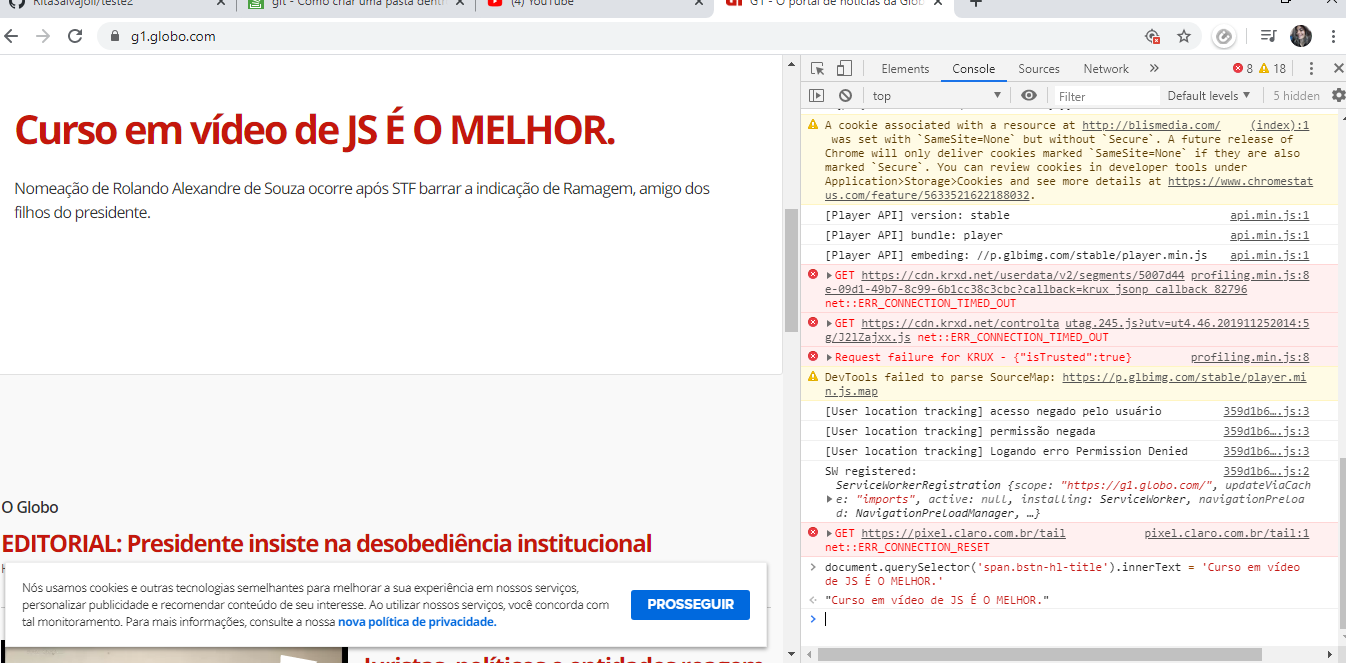 RitaSalvajoli/teste2
git - Como criar uma pasta dentr
(4) YouTube
G1 - O portal de notícias da Glob
g1.globo.com
Curso em vídeo de JS É O MELHOR.
Nomeação de Rolando Alexandre de Souza ocorre após STF barrar a indicação de Ramagem, amigo dos
filhos do presidente.
O Globo
EDITORIAL: Presidente insiste na desobediência institucional
Nós usamos cookies e outras tecnologias semelhantes para melhorar a sua experiência em nossos serviços,
personalizar publicidade e recomendar conteúdo de seu interesse. Ao utilizar nossos serviços, você concorda com
tal monitoramento. Para mais informações, consulte a nossa nova política de privacidade.
PROSSEGUIR
Juristas, políticos e entidades reagem
Elements Console Sources Network » 8 18
top Filter Default levels 5 hidden
A cookie associated with a resource at http://blismedia.com/ (index):1
was set with `SameSite=None` but without `Secure`. A future release of
Chrome will only deliver cookies marked `SameSite=None` if they are also
marked `Secure`. You can review cookies in developer tools under
Application>Storage>Cookies and see more details at https://www.chromestat
us.com/feature/5633521622188032.
[Player API] version: stable api.min.js:1
[Player API] bundle: player api.min.js:1
[Player API] embeding: //p.glbimg.com/stable/player.min.js api.min.js:1
GET https://cdn.krxd.net/userdata/v2/segments/5007d44 profiling.min.js:8
e-09d1-49b7-8c99-6b1cc38c3cbc?callback=krux_jsonp_callback_82796
net::ERR_CONNECTION_TIMED_OUT
GET https://cdn.krxd.net/controlta utag.245.js?utv=ut4.46.201911252014:5
g/J2lZajxx.js net::ERR_CONNECTION_TIMED_OUT
Request failure for KRUX - {"isTrusted":true} profiling.min.js:8
DevTools failed to parse SourceMap: https://p.glbimg.com/stable/player.mi
n.js.map
[User location tracking] acesso negado pelo usuário 359d1b6….js:3
[User location tracking] permissão negada 359d1b6….js:3
[User location tracking] Logando erro Permission Denied 359d1b6….js:3
SW registered: 359d1b6….js:2
ServiceWorkerRegistration {scope: "https://g1.globo.com/", updateViaCach
e: "imports", active: null, installing: ServiceWorker, navigationPreloa
d: NavigationPreloadManager, …}
GET https://pixel.claro.com.br/tail pixel.claro.com.br/tail:1
net::ERR_CONNECTION_RESET
document.querySelector('span.bstn-hl-title').innerText = 'Curso em vídeo
de JS É O MELHOR.'
"Curso em vídeo de JS É O MELHOR."